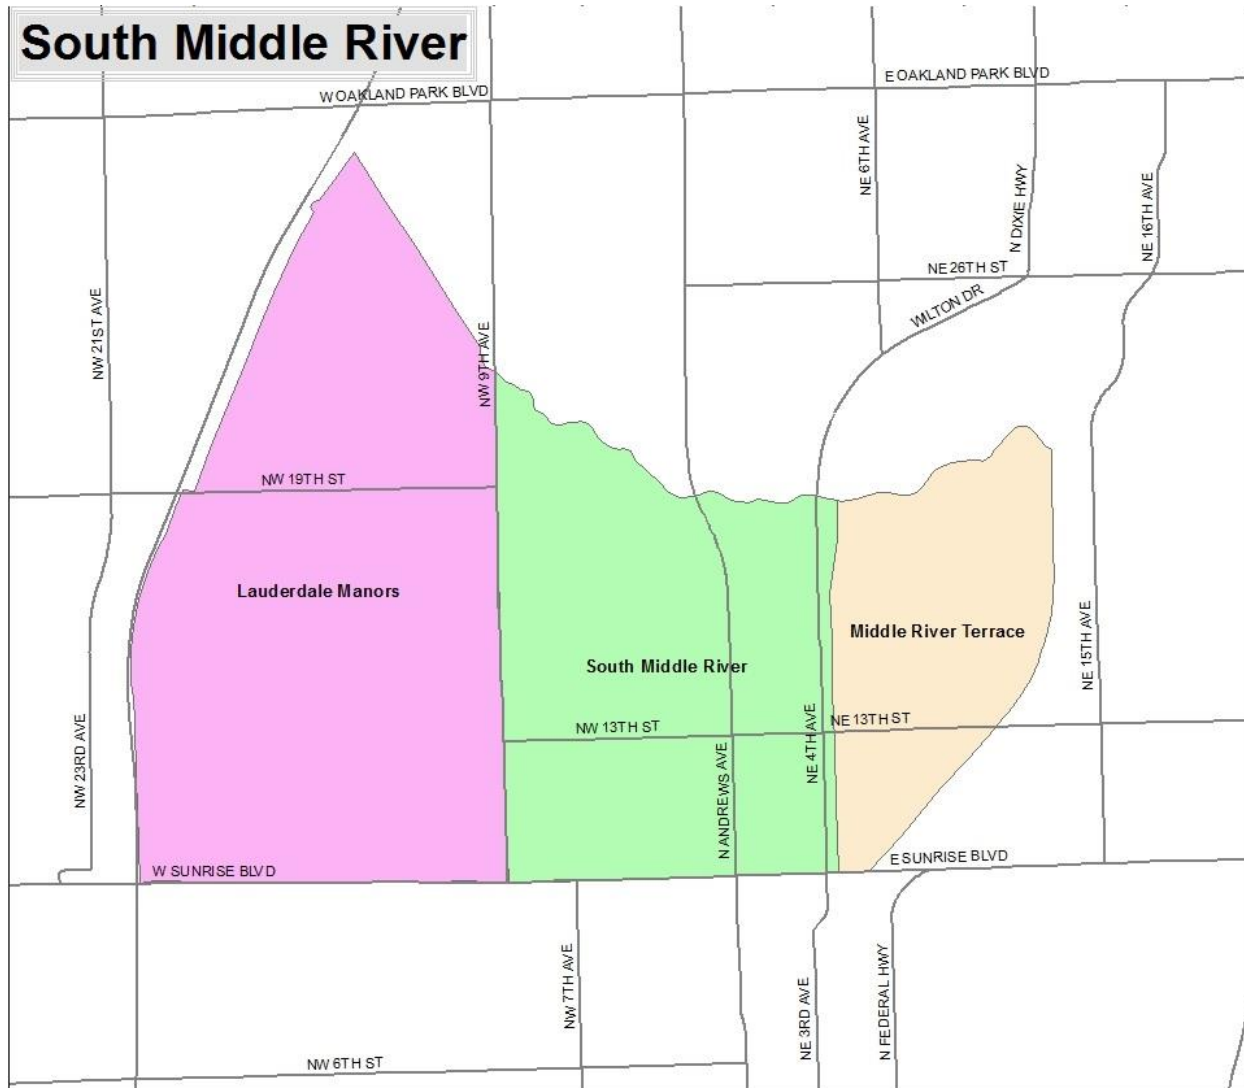 South Middle River
W OAKLAND PARK BLVD
E OAKLAND PARK BLVD
NE 6TH AVE
N DIXIE HWY
NE 16TH AVE
NE 26TH ST
WILTON DR
NW 21ST AVE
NW 9TH AVE
NW 19TH ST
Lauderdale Manors
South Middle River
Middle River Terrace
NE 15TH AVE
NW 23RD AVE
NW 13TH ST
NE 13TH ST
N ANDREWS AVE
NE 4TH AVE
W SUNRISE BLVD
E SUNRISE BLVD
NW 7TH AVE
NE 3RD AVE
N FEDERAL HWY
NW 6TH ST